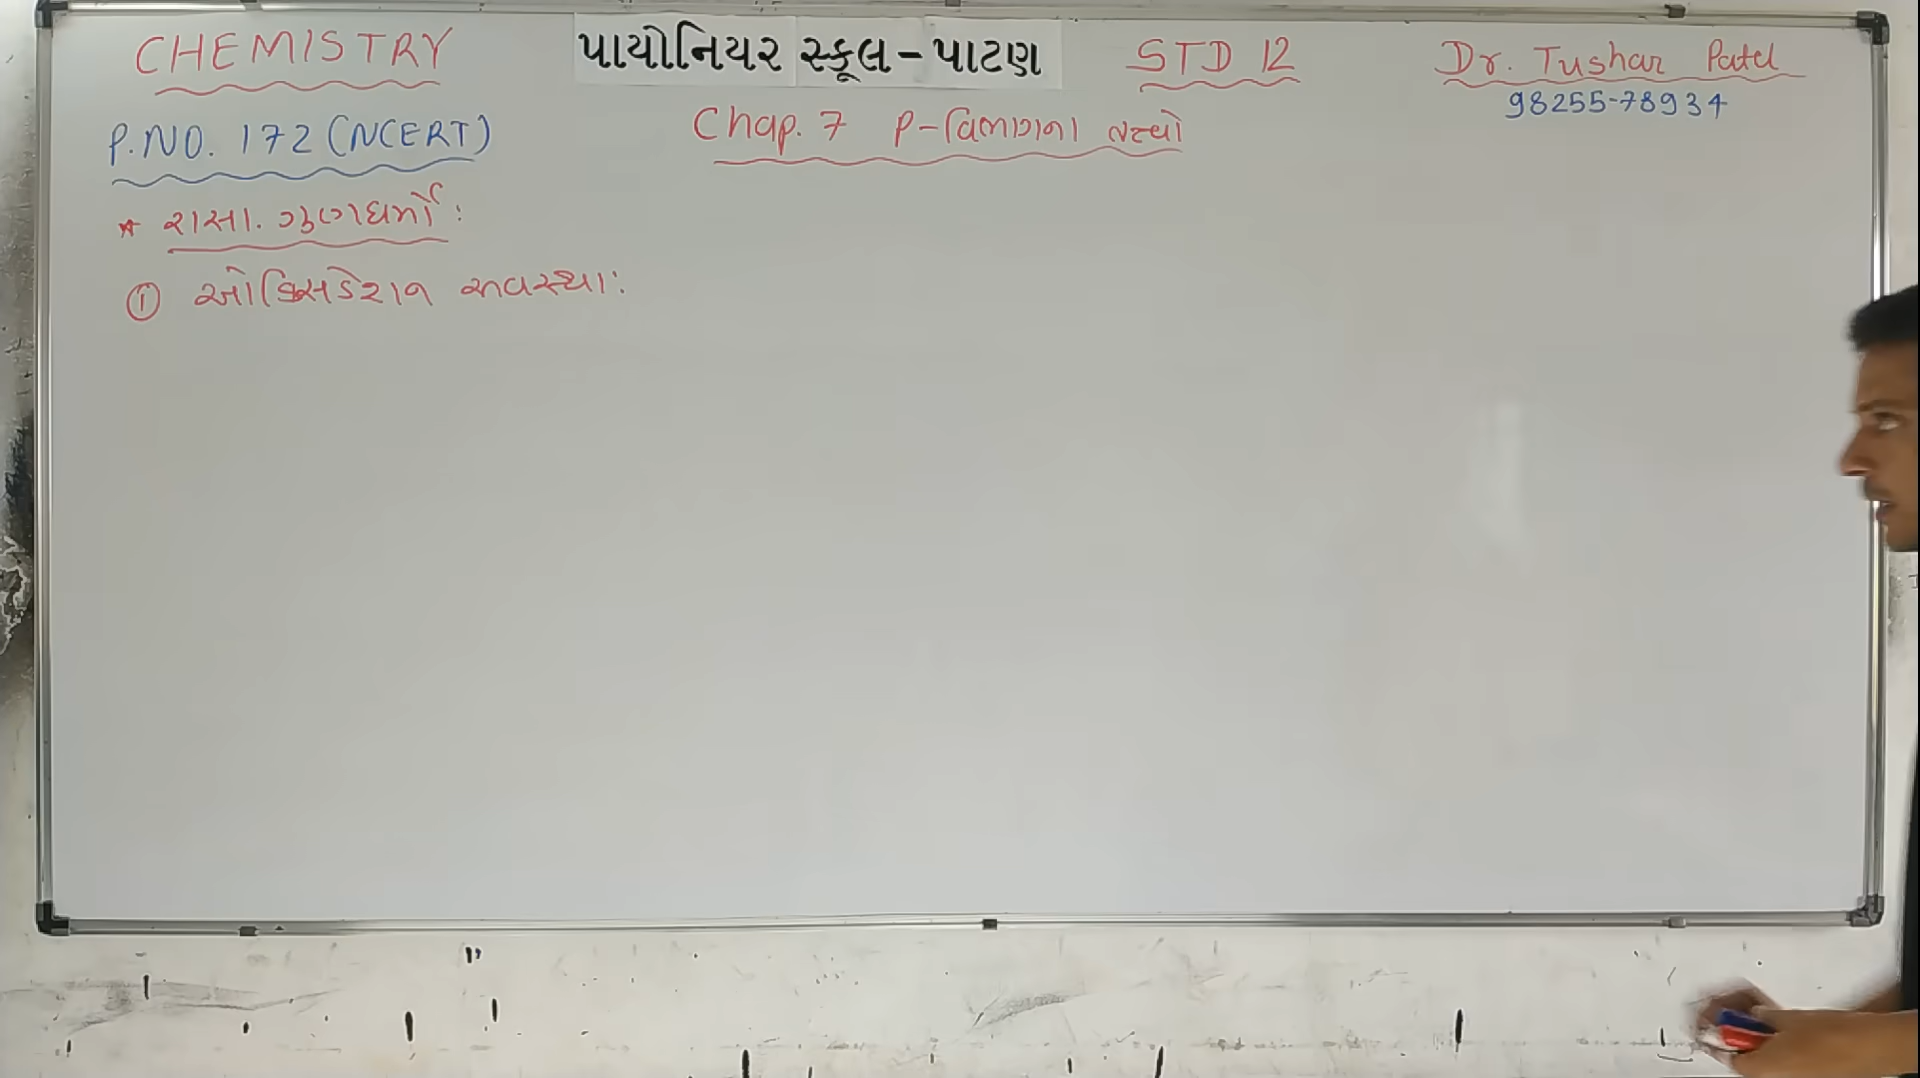 CHEMISTRY પાયોનિયર સ્કૂલ - પાટણ STD 12 Dr. Tushar Patel
98255-78934
P.NO. 172 (NCERT) Chap. 7 P-વિભાગના તત્વો
* રાસા. ગુણધર્મો :
① ઓક્સિડેશન અવસ્થા :